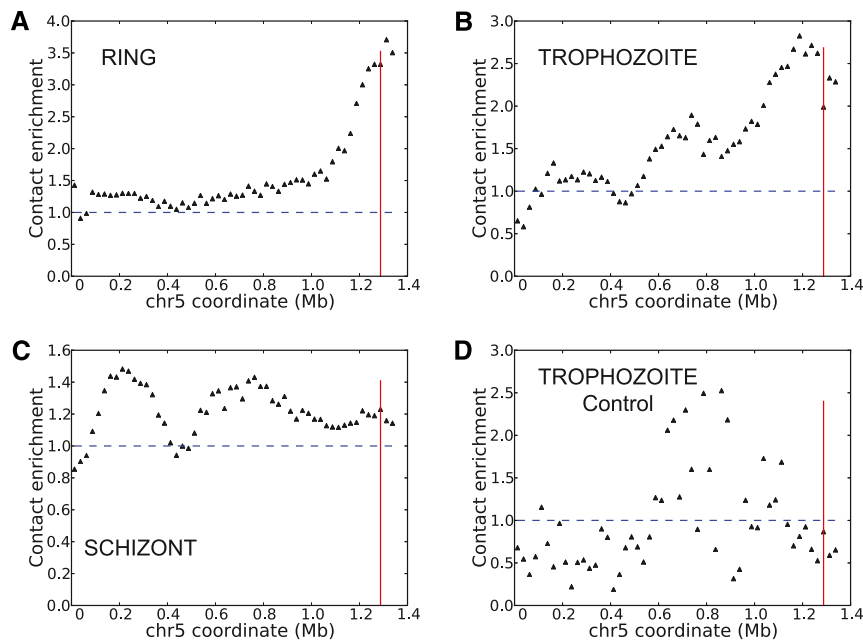 A
RING
Contact enrichment
4.0
3.5
3.0
2.5
2.0
1.5
1.0
0.5
0.0
0 0.2 0.4 0.6 0.8 1.0 1.2 1.4
chr5 coordinate (Mb)
B
TROPHOZOITE
Contact enrichment
3.0
2.5
2.0
1.5
1.0
0.5
0.0
0 0.2 0.4 0.6 0.8 1.0 1.2 1.4
chr5 coordinate (Mb)
C
SCHIZONT
Contact enrichment
1.6
1.4
1.2
1.0
0.8
0.6
0.4
0.2
0.0
0 0.2 0.4 0.6 0.8 1.0 1.2 1.4
chr5 coordinate (Mb)
D
TROPHOZOITE
Control
Contact enrichment
3.0
2.5
2.0
1.5
1.0
0.5
0.0
0 0.2 0.4 0.6 0.8 1.0 1.2 1.4
chr5 coordinate (Mb)